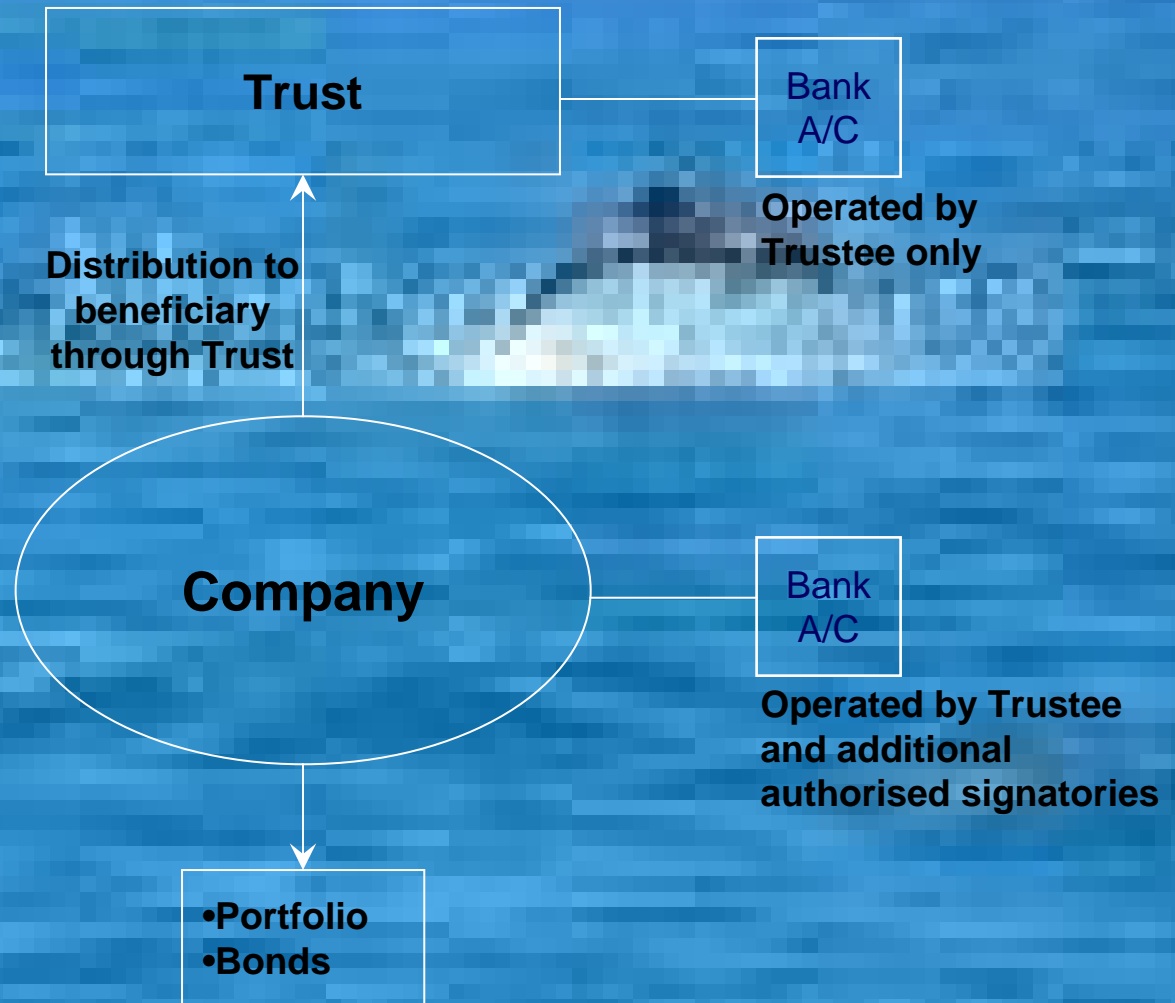 Trust
Bank
A/C
Operated by
Trustee only
Distribution to
beneficiary
through Trust
Company
Bank
A/C
Operated by Trustee
and additional
authorised signatories
•Portfolio
•Bonds